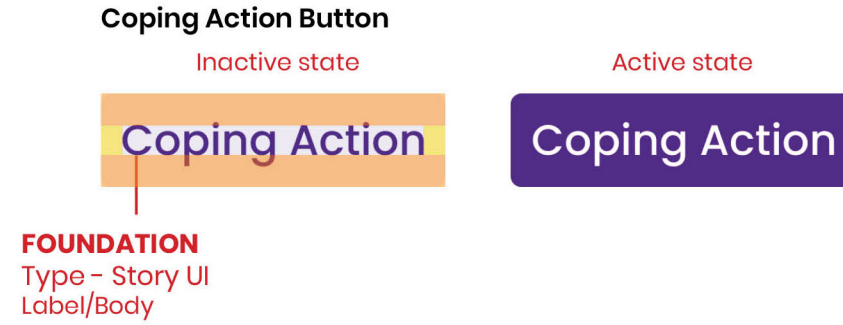 Coping Action Button
Inactive state
Active state
Coping Action
Coping Action
FOUNDATION
Type - Story UI
Label/Body